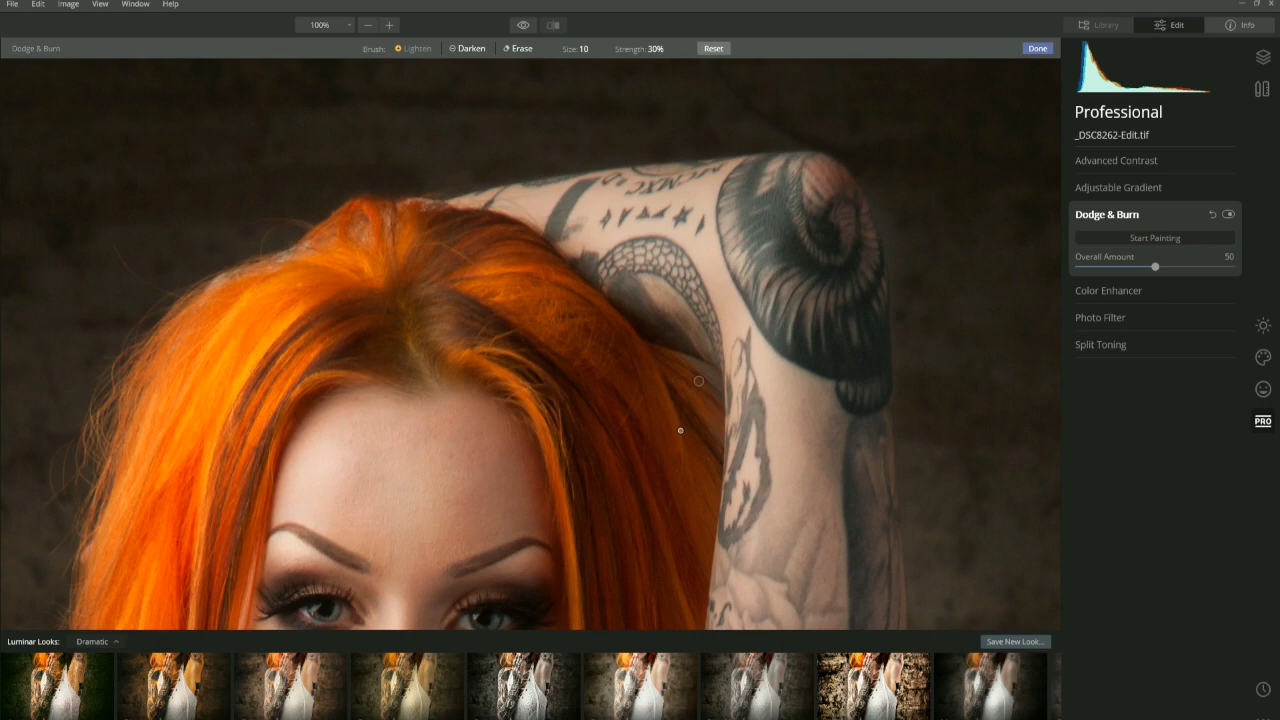 File Edit Image View Window Help
100%
Library Edit Info
Dodge & Burn Brush: Lighten Darken Erase Size: 10 Strength: 30% Reset Done
Professional
_DSC8262-Edit.tif
Advanced Contrast
Adjustable Gradient
Dodge & Burn
Start Painting
Overall Amount 50
Color Enhancer
Photo Filter
Split Toning
PRO
MCMXC
Luminar Looks: Dramatic Save New Look...